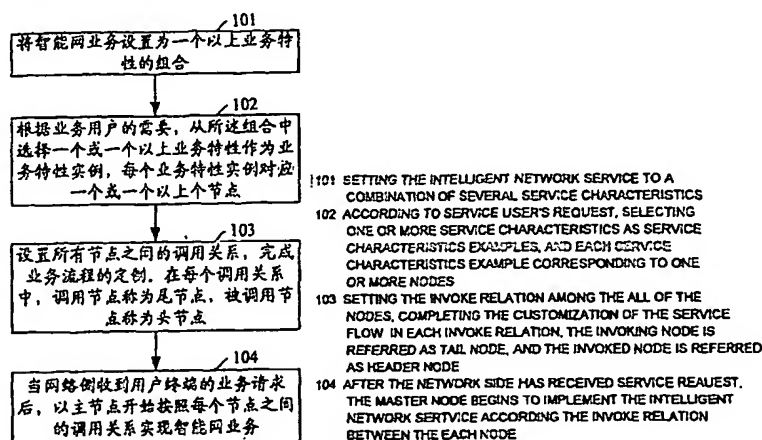 101
将智能网业务设置为一个以上业务特
性的组合
102
根据业务用户的需要，从所述组合中
选择一个或一个以上业务特性作为业
务特性实例，每个业务特性实例对应
一个或一个以上个节点
103
设置所有节点之间的调用关系，完成
业务流程的定制。在每个调用关系
中，调用节点称为尾节点，被调用节
点称为头节点
104
当网络侧收到用户终端的业务请求
后，以主节点开始按照每个节点之间
的调用关系实现智能网业务
101 SETTING THE INTELLIGENT NETWORK SERVICE TO A
COMBINATION OF SEVERAL SERVICE CHARACTERISTICS
102 ACCORDING TO SERVICE USER'S REQUEST, SELECTING
ONE OR MORE SERVICE CHARACTERISTICS AS SERVICE
CHARACTERISTICS EXAMPLES, AND EACH SERVICE
CHARACTERISTICS EXAMPLE CORRESPONDING TO ONE
OR MORE NODES
103 SETTING THE INVOKE RELATION AMONG THE ALL OF THE
NODES, COMPLETING THE CUSTOMIZATION OF THE SERVICE
FLOW IN EACH INVOKE RELATION, THE INVOKING NODE IS
REFERRED AS TAIL NODE, AND THE INVOKED NODE IS REFERRED
AS HEADER NODE
104 AFTER THE NETWORK SIDE HAS RECEIVED SERVICE REAUEST,
THE MASTER NODE BEGINS TO IMPLEMENT THE INTELLIGENT
NETWORK SERTVICE ACCORDING THE INVOKE RELATION
BETWEEN THE EACH NODE